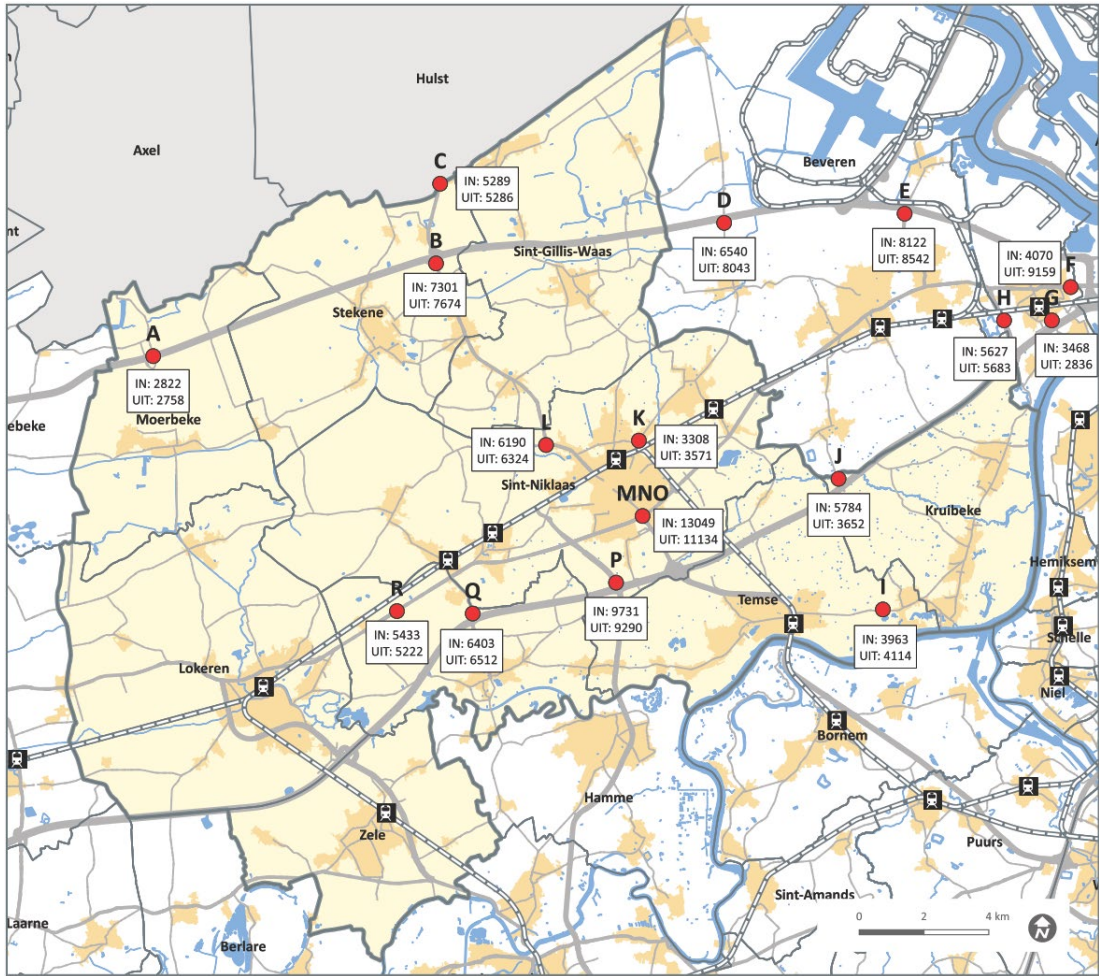 Hulst
Axel
Beveren
C
IN: 5289
UIT: 5286
D
IN: 6540
UIT: 8043
E
IN: 8122
UIT: 8542
B
IN: 7301
UIT: 7674
Sint-Gillis-Waas
IN: 4070
UIT: 9159
F
Stekene
H
IN: 5627
UIT: 5683
G
IN: 3468
UIT: 2836
A
IN: 2822
UIT: 2758
ebeke
Moerbeke
L
IN: 6190
UIT: 6324
K
IN: 3308
UIT: 3571
J
IN: 5784
UIT: 3652
Sint-Niklaas
MNO
IN: 13049
UIT: 11134
Kruibeke
Hemiksem
P
IN: 9731
UIT: 9290
Temse
I
IN: 3963
UIT: 4114
R
IN: 5433
UIT: 5222
Q
IN: 6403
UIT: 6512
Schelle
Lokeren
Niel
Bornem
Hamme
Zele
Puurs
Sint-Amands
Laarne
Berlare
0 2 4 km
N